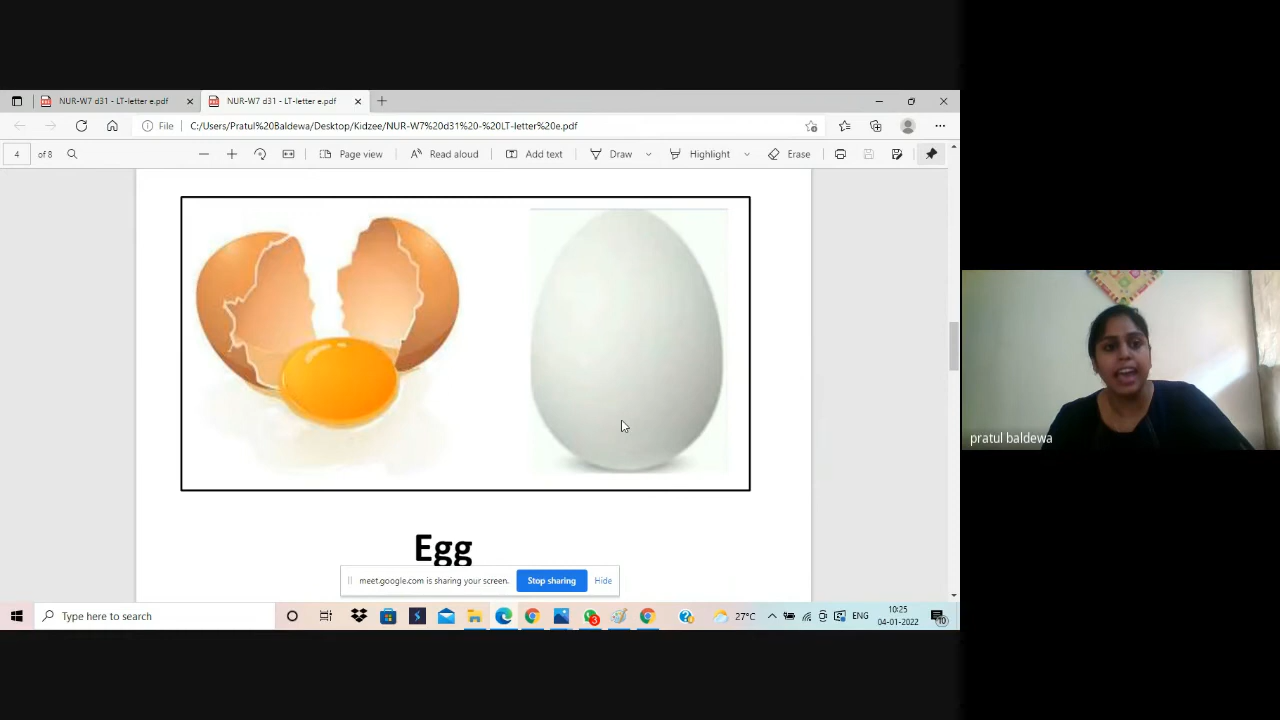 NUR-W7 d31 - LT-letter e.pdf
NUR-W7 d31 - LT-letter e.pdf
File
C:/Users/Pratul%20Baldewa/Desktop/Kidzee/NUR-W7%20d31%20-%20LT-letter%20e.pdf
4 of 8
Page view
Read aloud
Add text
Draw
Highlight
Erase
pratul baldewa
Egg
meet.google.com is sharing your screen.
Stop sharing
Hide
Type here to search
3
27°C
ENG
10:25
04-01-2022
10